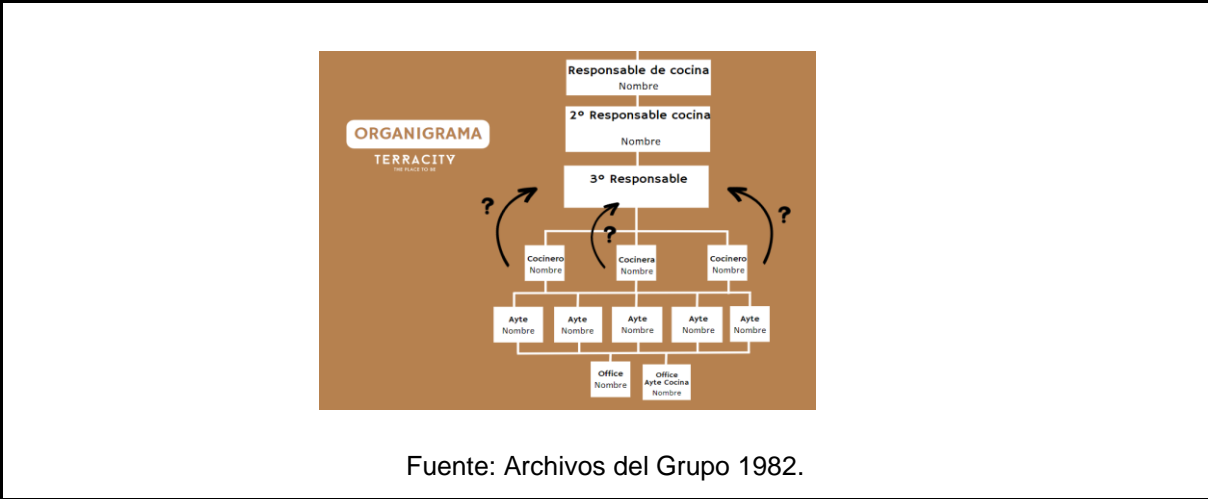 Responsable de cocina
Nombre
2º Responsable cocina
Nombre
ORGANIGRAMA
TERRACITY
THE PLACE TO BE
3º Responsable
?
?
?
Cocinero
Nombre
Cocinera
Nombre
Cocinero
Nombre
Ayte
Nombre
Ayte
Nombre
Ayte
Nombre
Ayte
Nombre
Ayte
Nombre
Office
Nombre
Office
Ayte Cocina
Nombre
Fuente: Archivos del Grupo 1982.